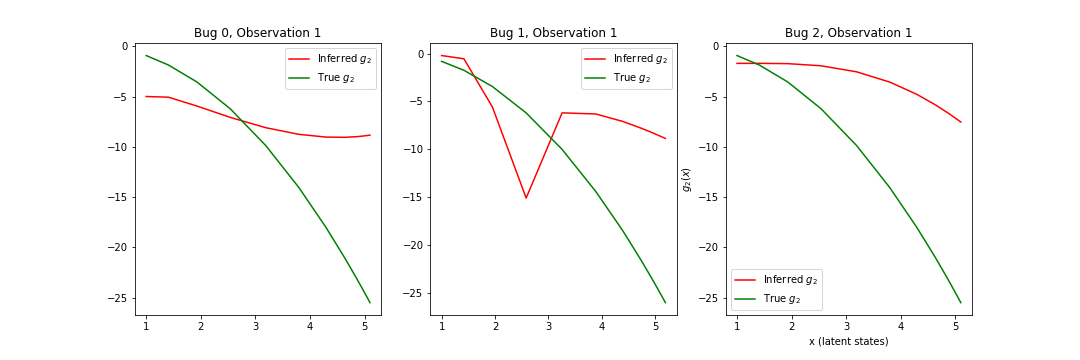 Bug 0, Observation 1
0
−5
−10
−15
−20
−25
1 2 3 4 5
Inferred g₂
True g₂
Bug 1, Observation 1
0
−5
−10
−15
−20
−25
1 2 3 4 5
Inferred g₂
True g₂
Bug 2, Observation 1
g₂(x)
0
−5
−10
−15
−20
−25
1 2 3 4 5
x (latent states)
Inferred g₂
True g₂